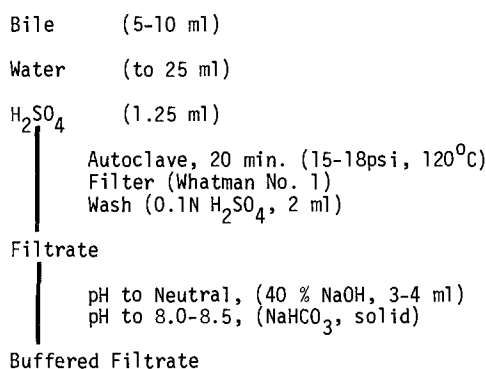 Bile (5-10 ml)
Water (to 25 ml)
H₂SO₄ (1.25 ml)
Autoclave, 20 min. (15-18psi, 120°C)
Filter (Whatman No. 1)
Wash (0.1N H₂SO₄, 2 ml)
Filtrate
pH to Neutral, (40 % NaOH, 3-4 ml)
pH to 8.0-8.5, (NaHCO₃, solid)
Buffered Filtrate